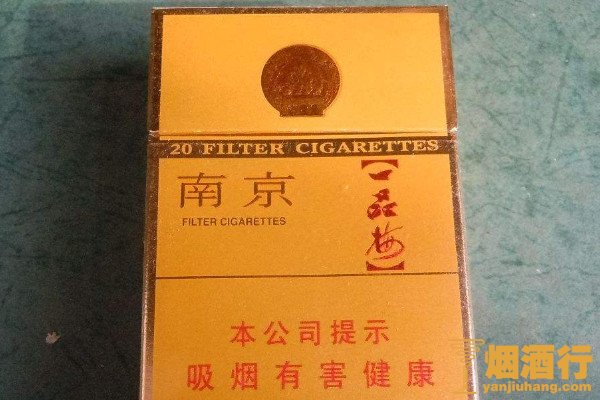 20 FILTER CIGARETTES
南京
FILTER CIGARETTES
【一品梅】
本公司提示
吸烟有害健康
烟酒行
yanjiuhang.com